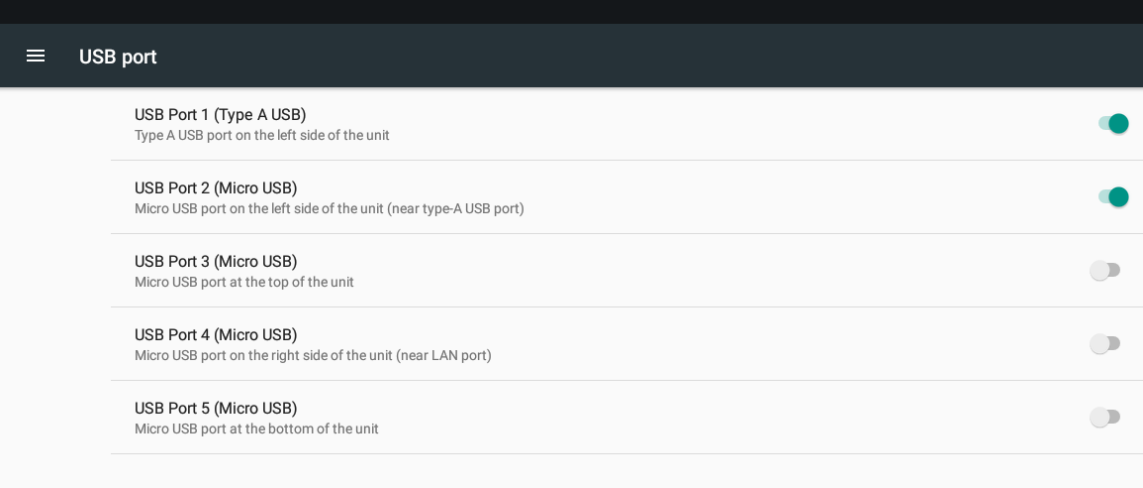 USB port
USB Port 1 (Type A USB)
Type A USB port on the left side of the unit
USB Port 2 (Micro USB)
Micro USB port on the left side of the unit (near type-A USB port)
USB Port 3 (Micro USB)
Micro USB port at the top of the unit
USB Port 4 (Micro USB)
Micro USB port on the right side of the unit (near LAN port)
USB Port 5 (Micro USB)
Micro USB port at the bottom of the unit